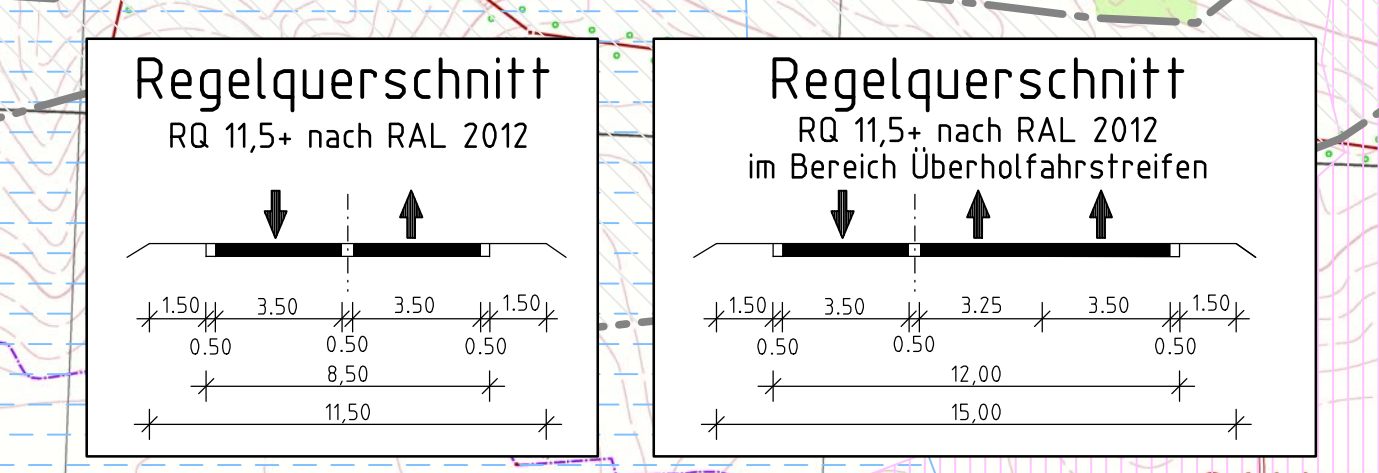 Regelquerschnitt
RQ 11,5+ nach RAL 2012
1.50 3.50 3.50 1.50
0.50 0.50 0.50
8,50
11,50
Regelquerschnitt
RQ 11,5+ nach RAL 2012
im Bereich Überholfahrstreifen
1.50 3.50 3.25 3.50 1.50
0.50 0.50 0.50
12,00
15,00